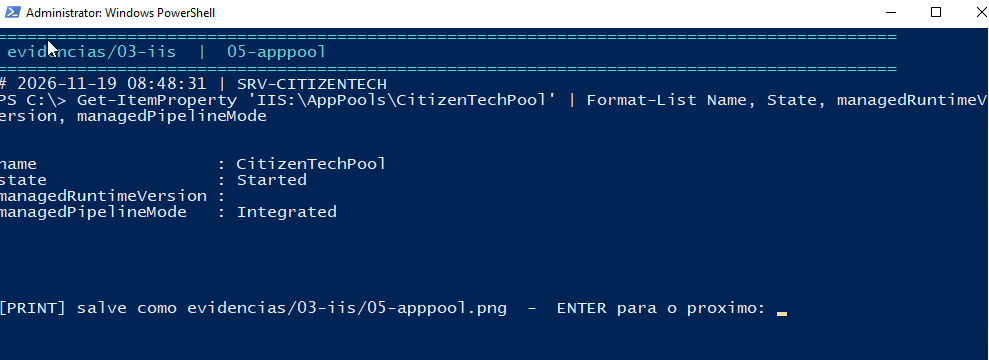 Administrator: Windows PowerShell
================================================================================================
evidencias/03-iis | 05-apppool
================================================================================================
# 2026-11-19 08:48:31 | SRV-CITIZENTECH
PS C:\> Get-ItemProperty 'IIS:\AppPools\CitizenTechPool' | Format-List Name, State, managedRuntimeV
ersion, managedPipelineMode
name : CitizenTechPool
state : Started
managedRuntimeVersion :
managedPipelineMode : Integrated
[PRINT] salve como evidencias/03-iis/05-apppool.png - ENTER para o proximo: